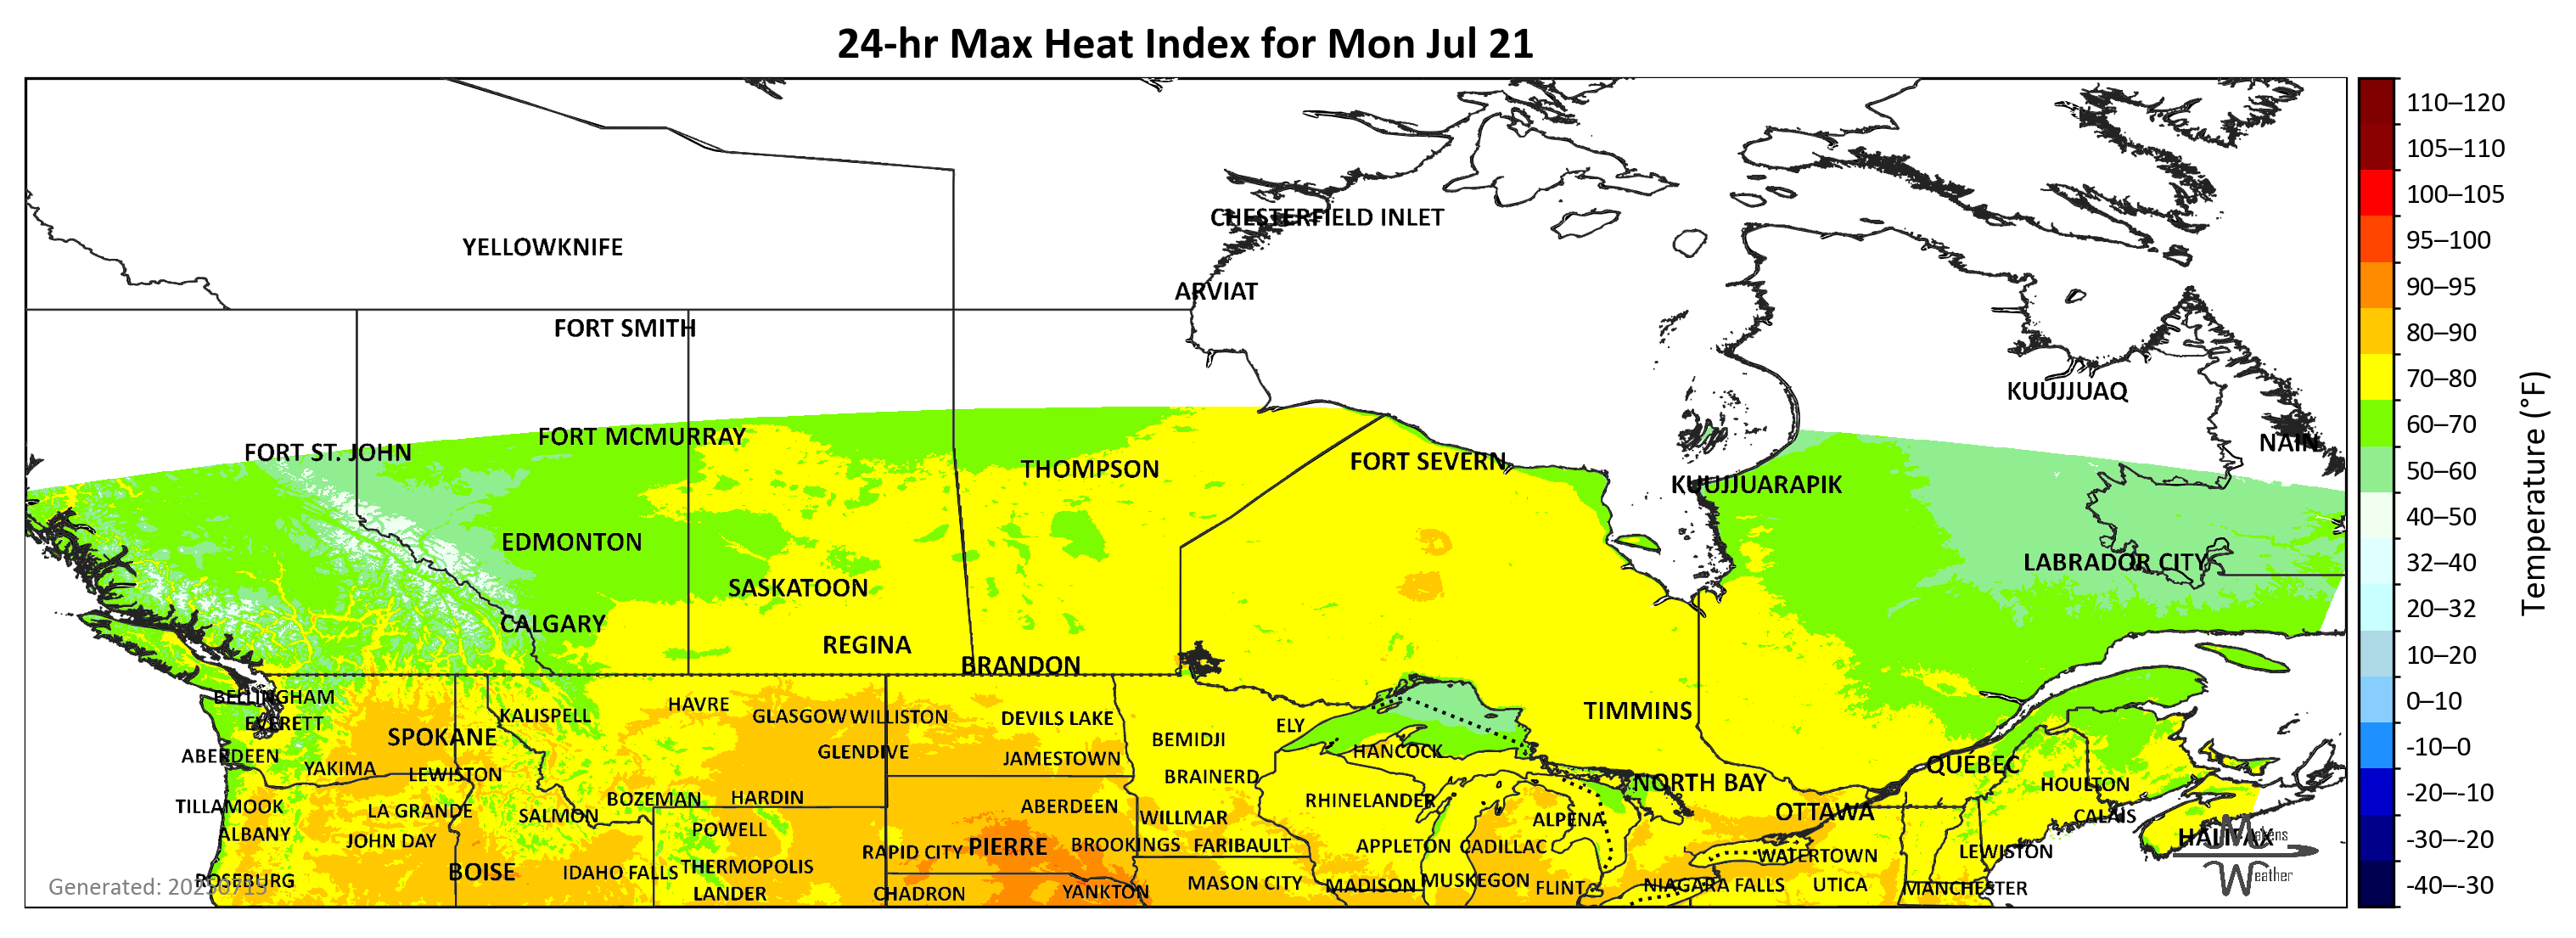 24-hr Max Heat Index for Mon Jul 21
110–120
105–110
100–105
95–100
90–95
80–90
70–80
60–70
50–60
40–50
32–40
20–32
10–20
0–10
-10–0
-20–-10
-30–-20
-40–-30
Temperature (°F)
CHESTERFIELD INLET
YELLOWKNIFE
ARVIAT
FORT SMITH
KUUJJUAQ
NAIN
FORT MCMURRAY
FORT ST. JOHN
THOMPSON
FORT SEVERN
KUUJJUARAPIK
EDMONTON
LABRADOR CITY
SASKATOON
CALGARY
REGINA
BRANDON
BELLINGHAM
HAVRE
TIMMINS
KALISPELL
GLASGOW
WILLISTON
DEVILS LAKE
EVERETT
ELY
SPOKANE
BEMIDJI
GLENDIVE
HANCOCK
ABERDEEN
JAMESTOWN
QUÉBEC
YAKIMA
LEWISTON
BRAINERD
NORTH BAY
HOULTON
BOZEMAN
HARDIN
RHINELANDER
TILLAMOOK
LA GRANDE
ABERDEEN
OTTAWA
SALMON
WILLMAR
ALPENA
CALAIS
ALBANY
POWELL
JOHN DAY
PIERRE
BROOKINGS
FARIBAULT
APPLETON
CADILLAC
HALIFAX
RAPID CITY
WATERTOWN
LEWISTON
BOISE
IDAHO FALLS
THERMOPOLIS
ROSEBURG
MASON CITY
MADISON
MUSKEGON
FLINT
NIAGARA FALLS
UTICA
MANCHESTER
LANDER
CHADRON
YANKTON
Generated: 20250715
Weather